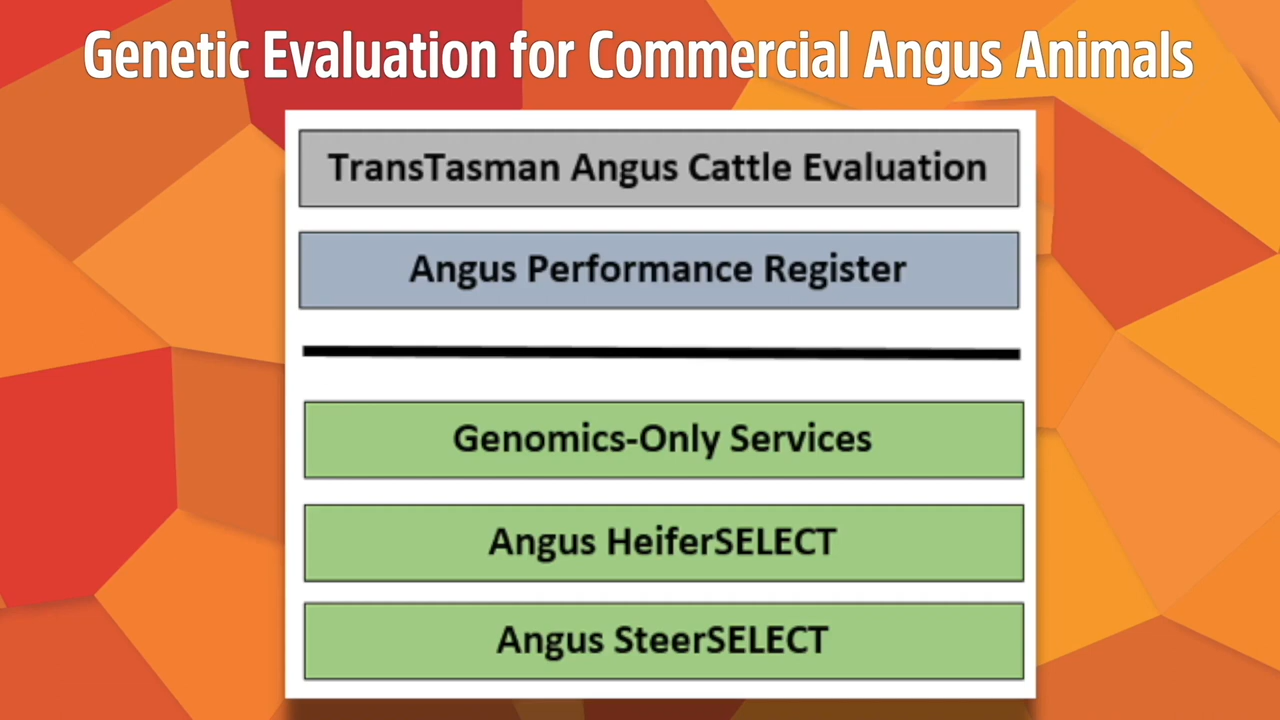 Genetic Evaluation for Commercial Angus Animals
TransTasman Angus Cattle Evaluation
Angus Performance Register
Genomics-Only Services
Angus HeiferSELECT
Angus SteerSELECT